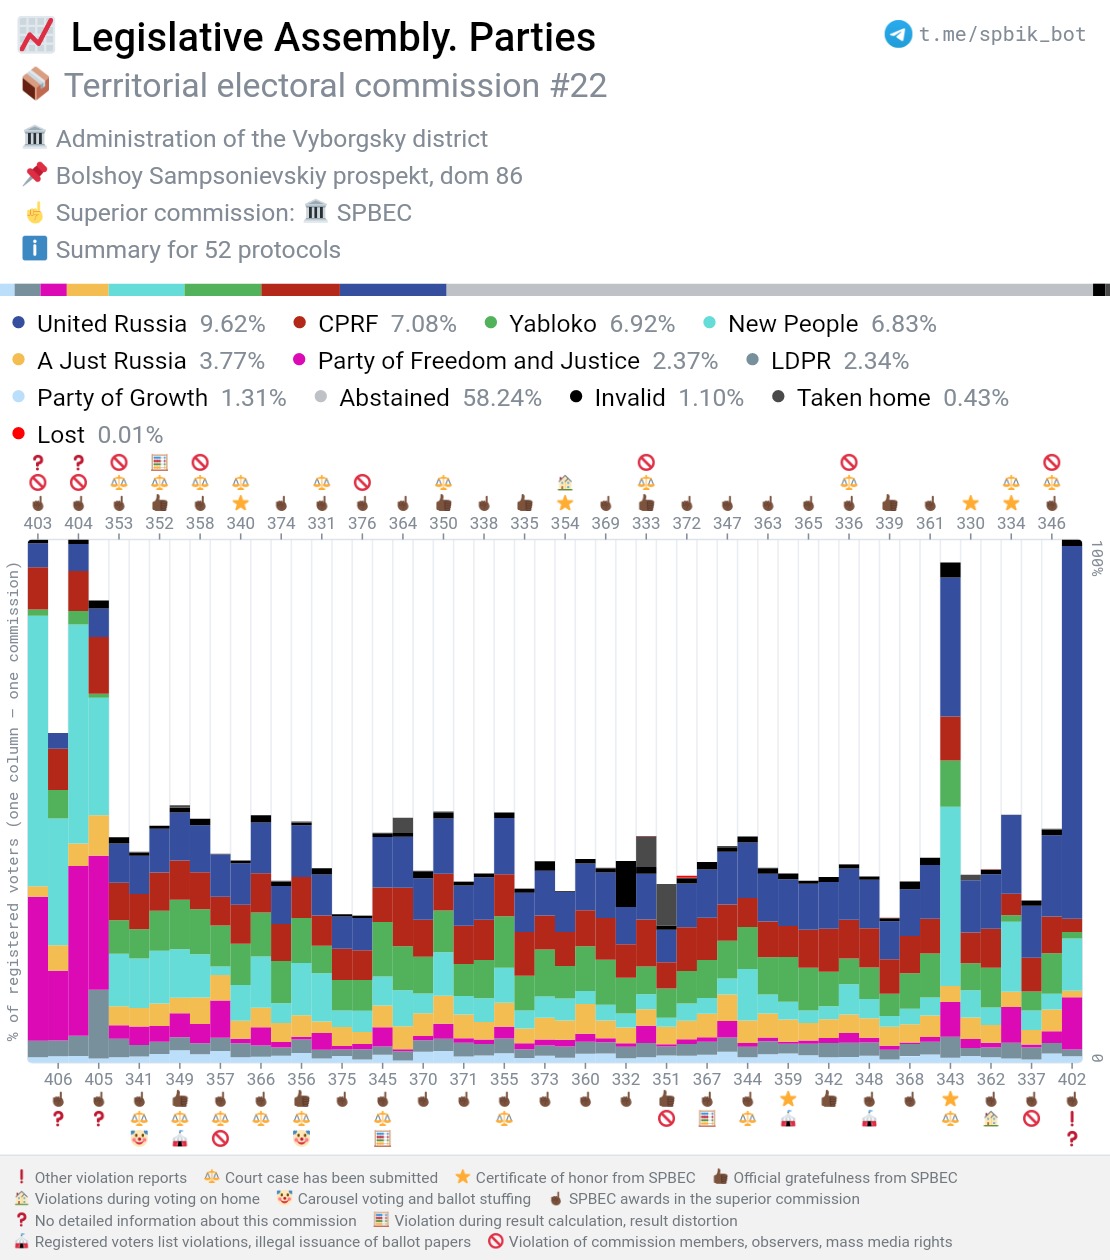 Legislative Assembly. Parties
t.me/spbik_bot
Territorial electoral commission #22
Administration of the Vyborgsky district
Bolshoy Sampsonievskiy prospekt, dom 86
Superior commission: SPBEC
Summary for 52 protocols
United Russia 9.62% CPRF 7.08% Yabloko 6.92% New People 6.83%
A Just Russia 3.77% Party of Freedom and Justice 2.37% LDPR 2.34%
Party of Growth 1.31% Abstained 58.24% Invalid 1.10% Taken home 0.43%
Lost 0.01%
403 404 353 352 358 340 374 331 376 364 350 338 335 354 369 333 372 347 363 365 336 339 361 330 334 346
% of registered voters (one column – one commission)
100%
0
406 405 341 349 357 366 356 375 345 370 371 355 373 360 332 351 367 344 359 342 348 368 343 362 337 402
Other violation reports Court case has been submitted Certificate of honor from SPBEC Official gratefulness from SPBEC
Violations during voting on home Carousel voting and ballot stuffing SPBEC awards in the superior commission
No detailed information about this commission Violation during result calculation, result distortion
Registered voters list violations, illegal issuance of ballot papers Violation of commission members, observers, mass media rights